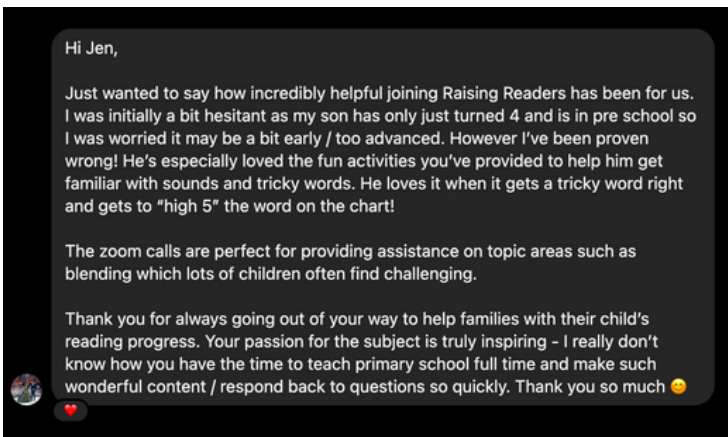 Hi Jen,
Just wanted to say how incredibly helpful joining Raising Readers has been for us.
I was initially a bit hesitant as my son has only just turned 4 and is in pre school so
I was worried it may be a bit early / too advanced. However I've been proven
wrong! He's especially loved the fun activities you've provided to help him get
familiar with sounds and tricky words. He loves it when it gets a tricky word right
and gets to “high 5” the word on the chart!
The zoom calls are perfect for providing assistance on topic areas such as
blending which lots of children often find challenging.
Thank you for always going out of your way to help families with their child's
reading progress. Your passion for the subject is truly inspiring - I really don't
know how you have the time to teach primary school full time and make such
wonderful content / respond back to questions so quickly. Thank you so much 😊